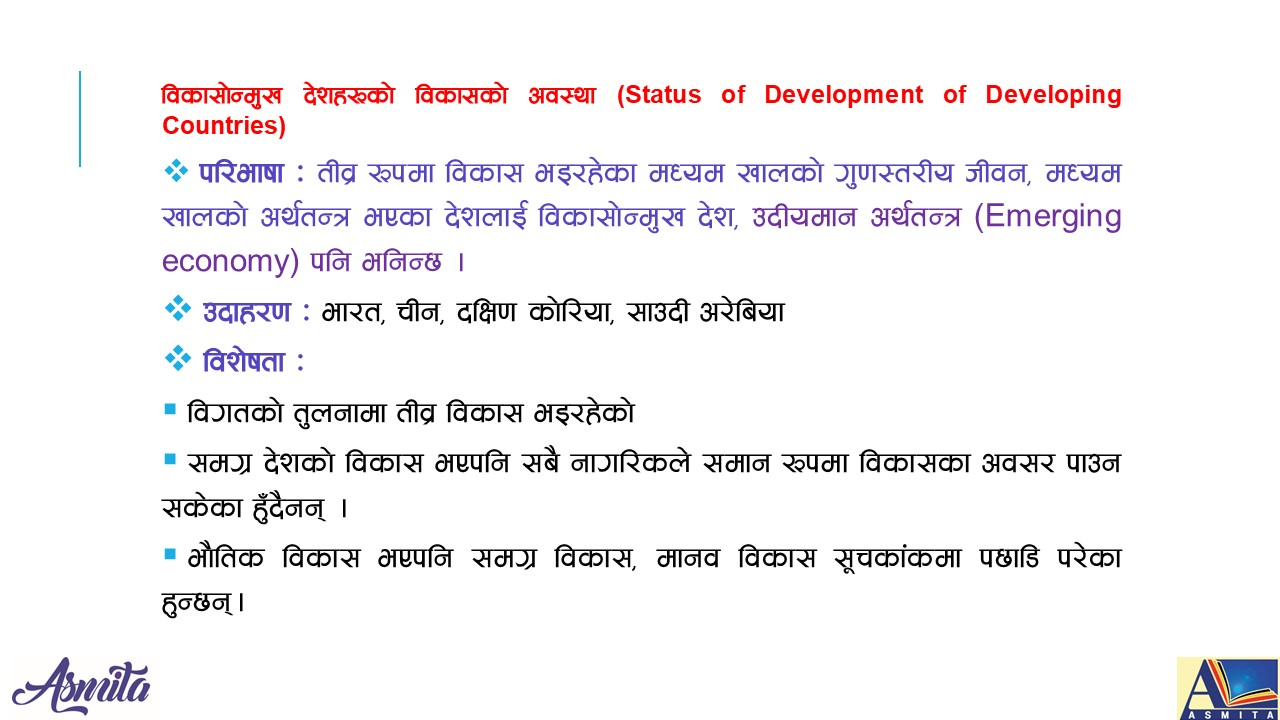 विकासोन्मुख देशहरुको विकासको अवस्था (Status of Development of Developing
Countries)
❖ परिभाषा : तीव्र रुपमा विकास भइरहेका मध्यम खालको गुणस्तरीय जीवन, मध्यम
खालको अर्थतन्त्र भएका देशलाई विकासोन्मुख देश, उदीयमान अर्थतन्त्र (Emerging
economy) पनि भनिन्छ ।
❖ उदाहरण : भारत, चीन, दक्षिण कोरिया, साउदी अरेबिया
❖ विशेषता :
▪ विगतको तुलनामा तीव्र विकास भइरहेको
▪ समग्र देशको विकास भएपनि सबै नागरिकले समान रुपमा विकासका अवसर पाउन
सकेका हुँदैनन् ।
▪ भौतिक विकास भएपनि समग्र विकास, मानव विकास सूचकांकमा पछाडि परेका
हुन्छन् ।
Asmita
ASMITA